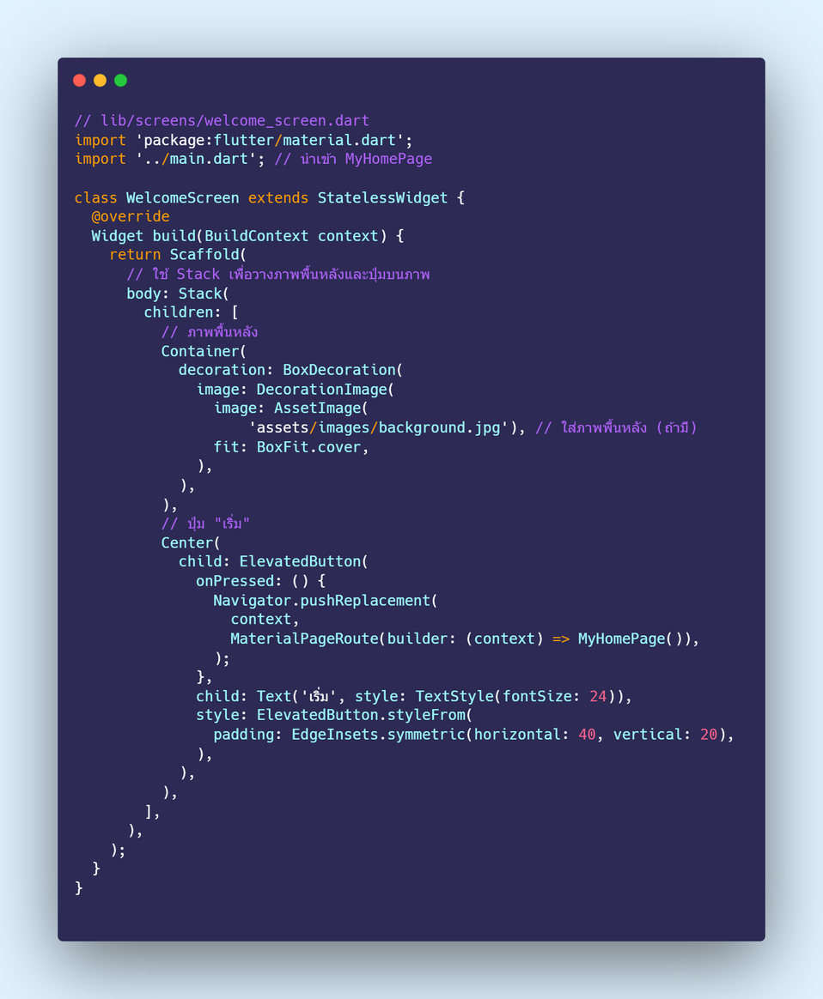 // lib/screens/welcome_screen.dart
import 'package:flutter/material.dart';
import '../main.dart'; // นำเข้า MyHomePage

class WelcomeScreen extends StatelessWidget {
  @override
  Widget build(BuildContext context) {
    return Scaffold(
      // ใช้ Stack เพื่อวางภาพพื้นหลังและปุ่มบนภาพ
      body: Stack(
        children: [
          // ภาพพื้นหลัง
          Container(
            decoration: BoxDecoration(
              image: DecorationImage(
                image: AssetImage(
                    'assets/images/background.jpg'), // ใส่ภาพพื้นหลัง (ถ้ามี)
                fit: BoxFit.cover,
              ),
            ),
          ),
          // ปุ่ม "เริ่ม"
          Center(
            child: ElevatedButton(
              onPressed: () {
                Navigator.pushReplacement(
                  context,
                  MaterialPageRoute(builder: (context) => MyHomePage()),
                );
              },
              child: Text('เริ่ม', style: TextStyle(fontSize: 24)),
              style: ElevatedButton.styleFrom(
                padding: EdgeInsets.symmetric(horizontal: 40, vertical: 20),
              ),
            ),
          ),
        ],
      ),
    );
  }
}